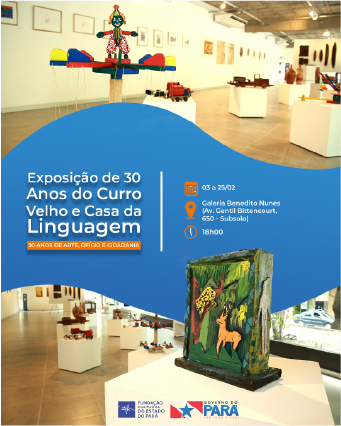 Exposição de 30
Anos do Curro
Velho e Casa da
Linguagem
30 ANOS DE ARTE, OFÍCIO E CIDADANIA
03 a 25/02
Galeria Benedito Nunes
(Av. Gentil Bittencourt,
650 - Subsolo)
18h00
FUNDAÇÃO
CULTURAL
DO ESTADO
DO PARÁ
GOVERNO DO
PARÁ